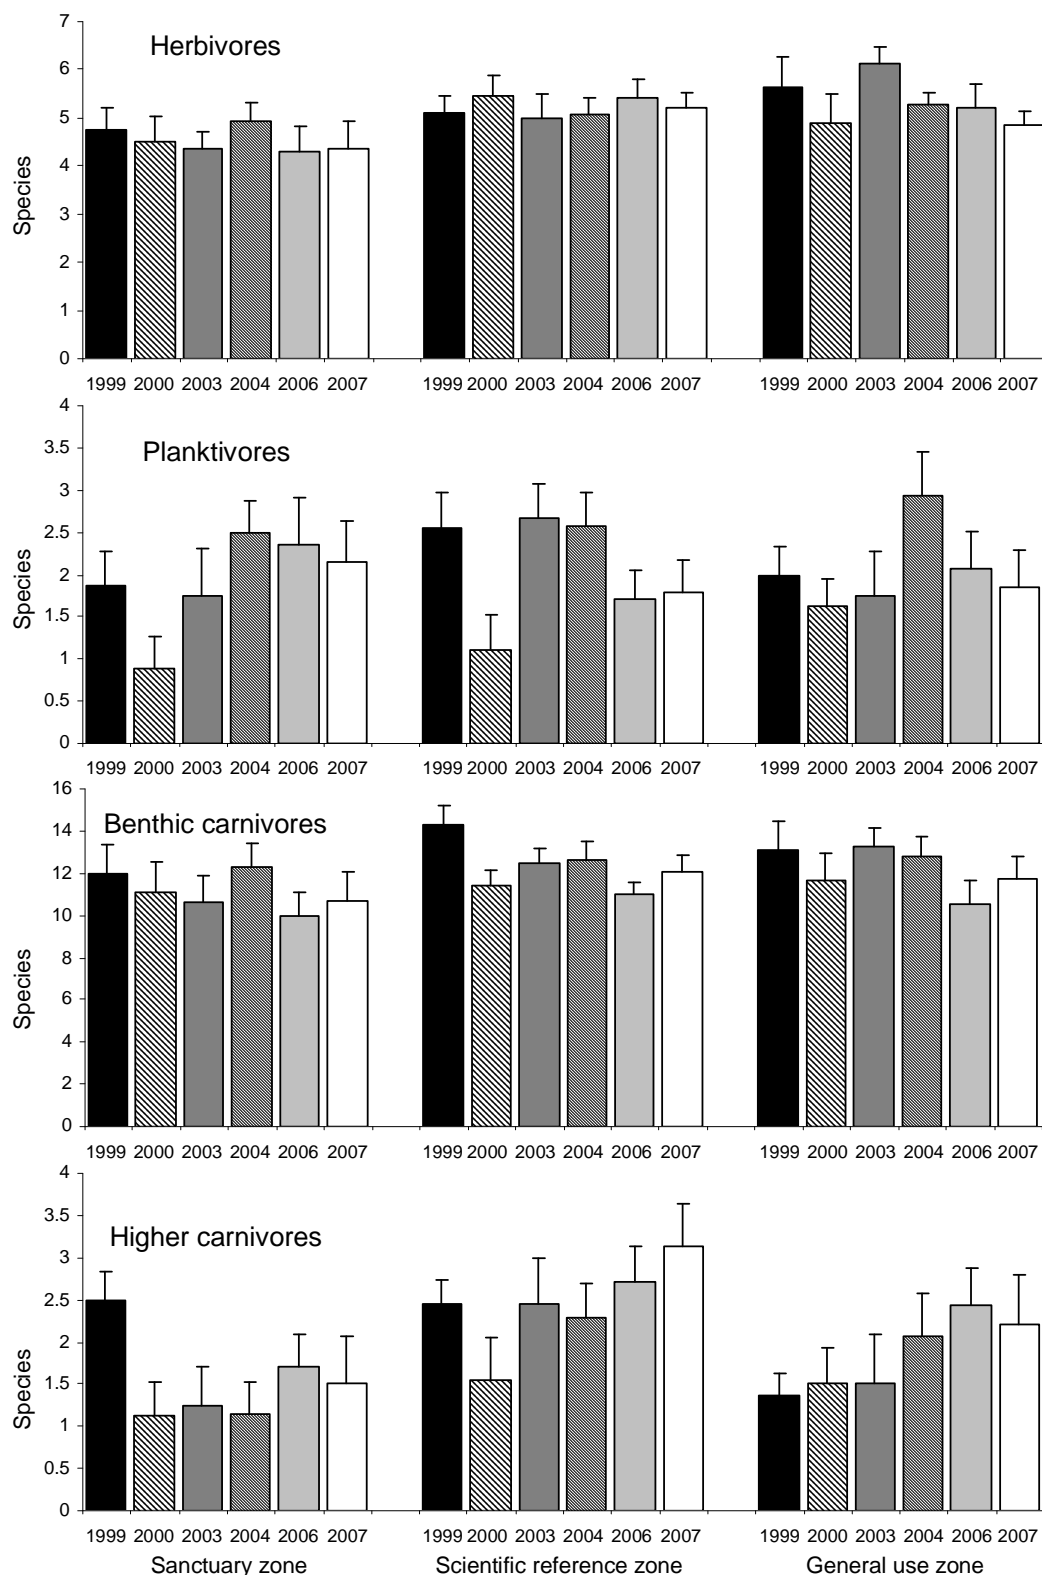 Herbivores
Species
7
6
5
4
3
2
1
0
1999 2000 2003 2004 2006 2007 1999 2000 2003 2004 2006 2007 1999 2000 2003 2004 2006 2007
Planktivores
Species
4
3.5
3
2.5
2
1.5
1
0.5
0
1999 2000 2003 2004 2006 2007 1999 2000 2003 2004 2006 2007 1999 2000 2003 2004 2006 2007
Benthic carnivores
Species
16
14
12
10
8
6
4
2
0
1999 2000 2003 2004 2006 2007 1999 2000 2003 2004 2006 2007 1999 2000 2003 2004 2006 2007
Higher carnivores
Species
4
3.5
3
2.5
2
1.5
1
0.5
0
1999 2000 2003 2004 2006 2007 1999 2000 2003 2004 2006 2007 1999 2000 2003 2004 2006 2007
Sanctuary zone Scientific reference zone General use zone